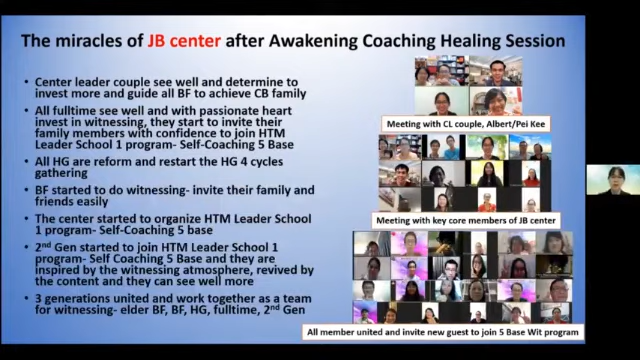 The miracles of JB center after Awakening Coaching Healing Session
• Center leader couple see well and determine to
invest more and guide all BF to achieve CB family
• All fulltime see well and with passionate heart
invest in witnessing, they start to invite their
family members with confidence to join HTM
Leader School 1 program- Self-Coaching 5 Base
• All HG are reform and restart the HG 4 cycles
gathering
• BF started to do witnessing- invite their family and
friends easily
• The center started to organize HTM Leader School
1 program- Self-Coaching 5 base
• 2nd Gen started to join HTM Leader School 1
program- Self Coaching 5 Base and they are
inspired by the witnessing atmosphere, revived by
the content and they can see well more
• 3 generations united and work together as a team
for witnessing- elder BF, BF, HG, fulltime, 2nd Gen
Meeting with CL couple, Albert/Pei Kee
Meeting with key core members of JB center
All member united and invite new guest to join 5 Base Wit program